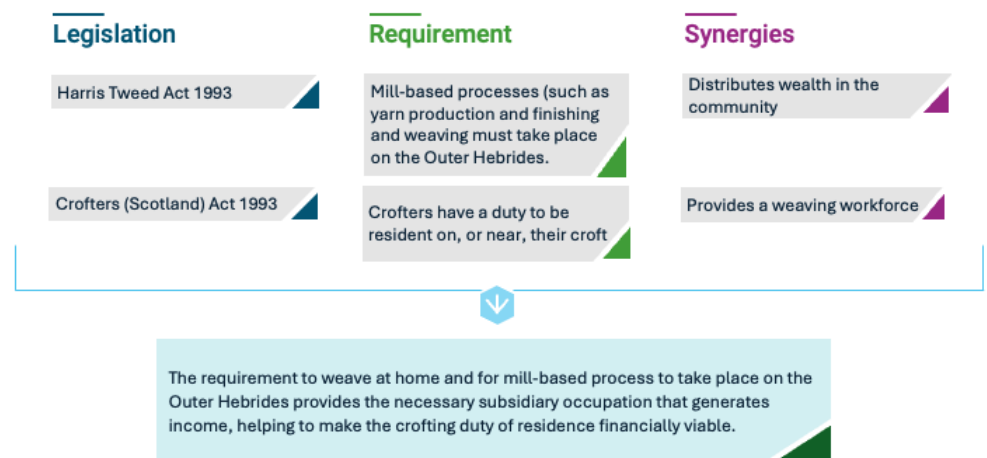 Legislation
Requirement
Synergies
Harris Tweed Act 1993
Mill-based processes (such as
yarn production and finishing
and weaving must take place
on the Outer Hebrides.
Distributes wealth in the
community
Crofters (Scotland) Act 1993
Crofters have a duty to be
resident on, or near, their croft
Provides a weaving workforce
The requirement to weave at home and for mill-based process to take place on the
Outer Hebrides provides the necessary subsidiary occupation that generates
income, helping to make the crofting duty of residence financially viable.